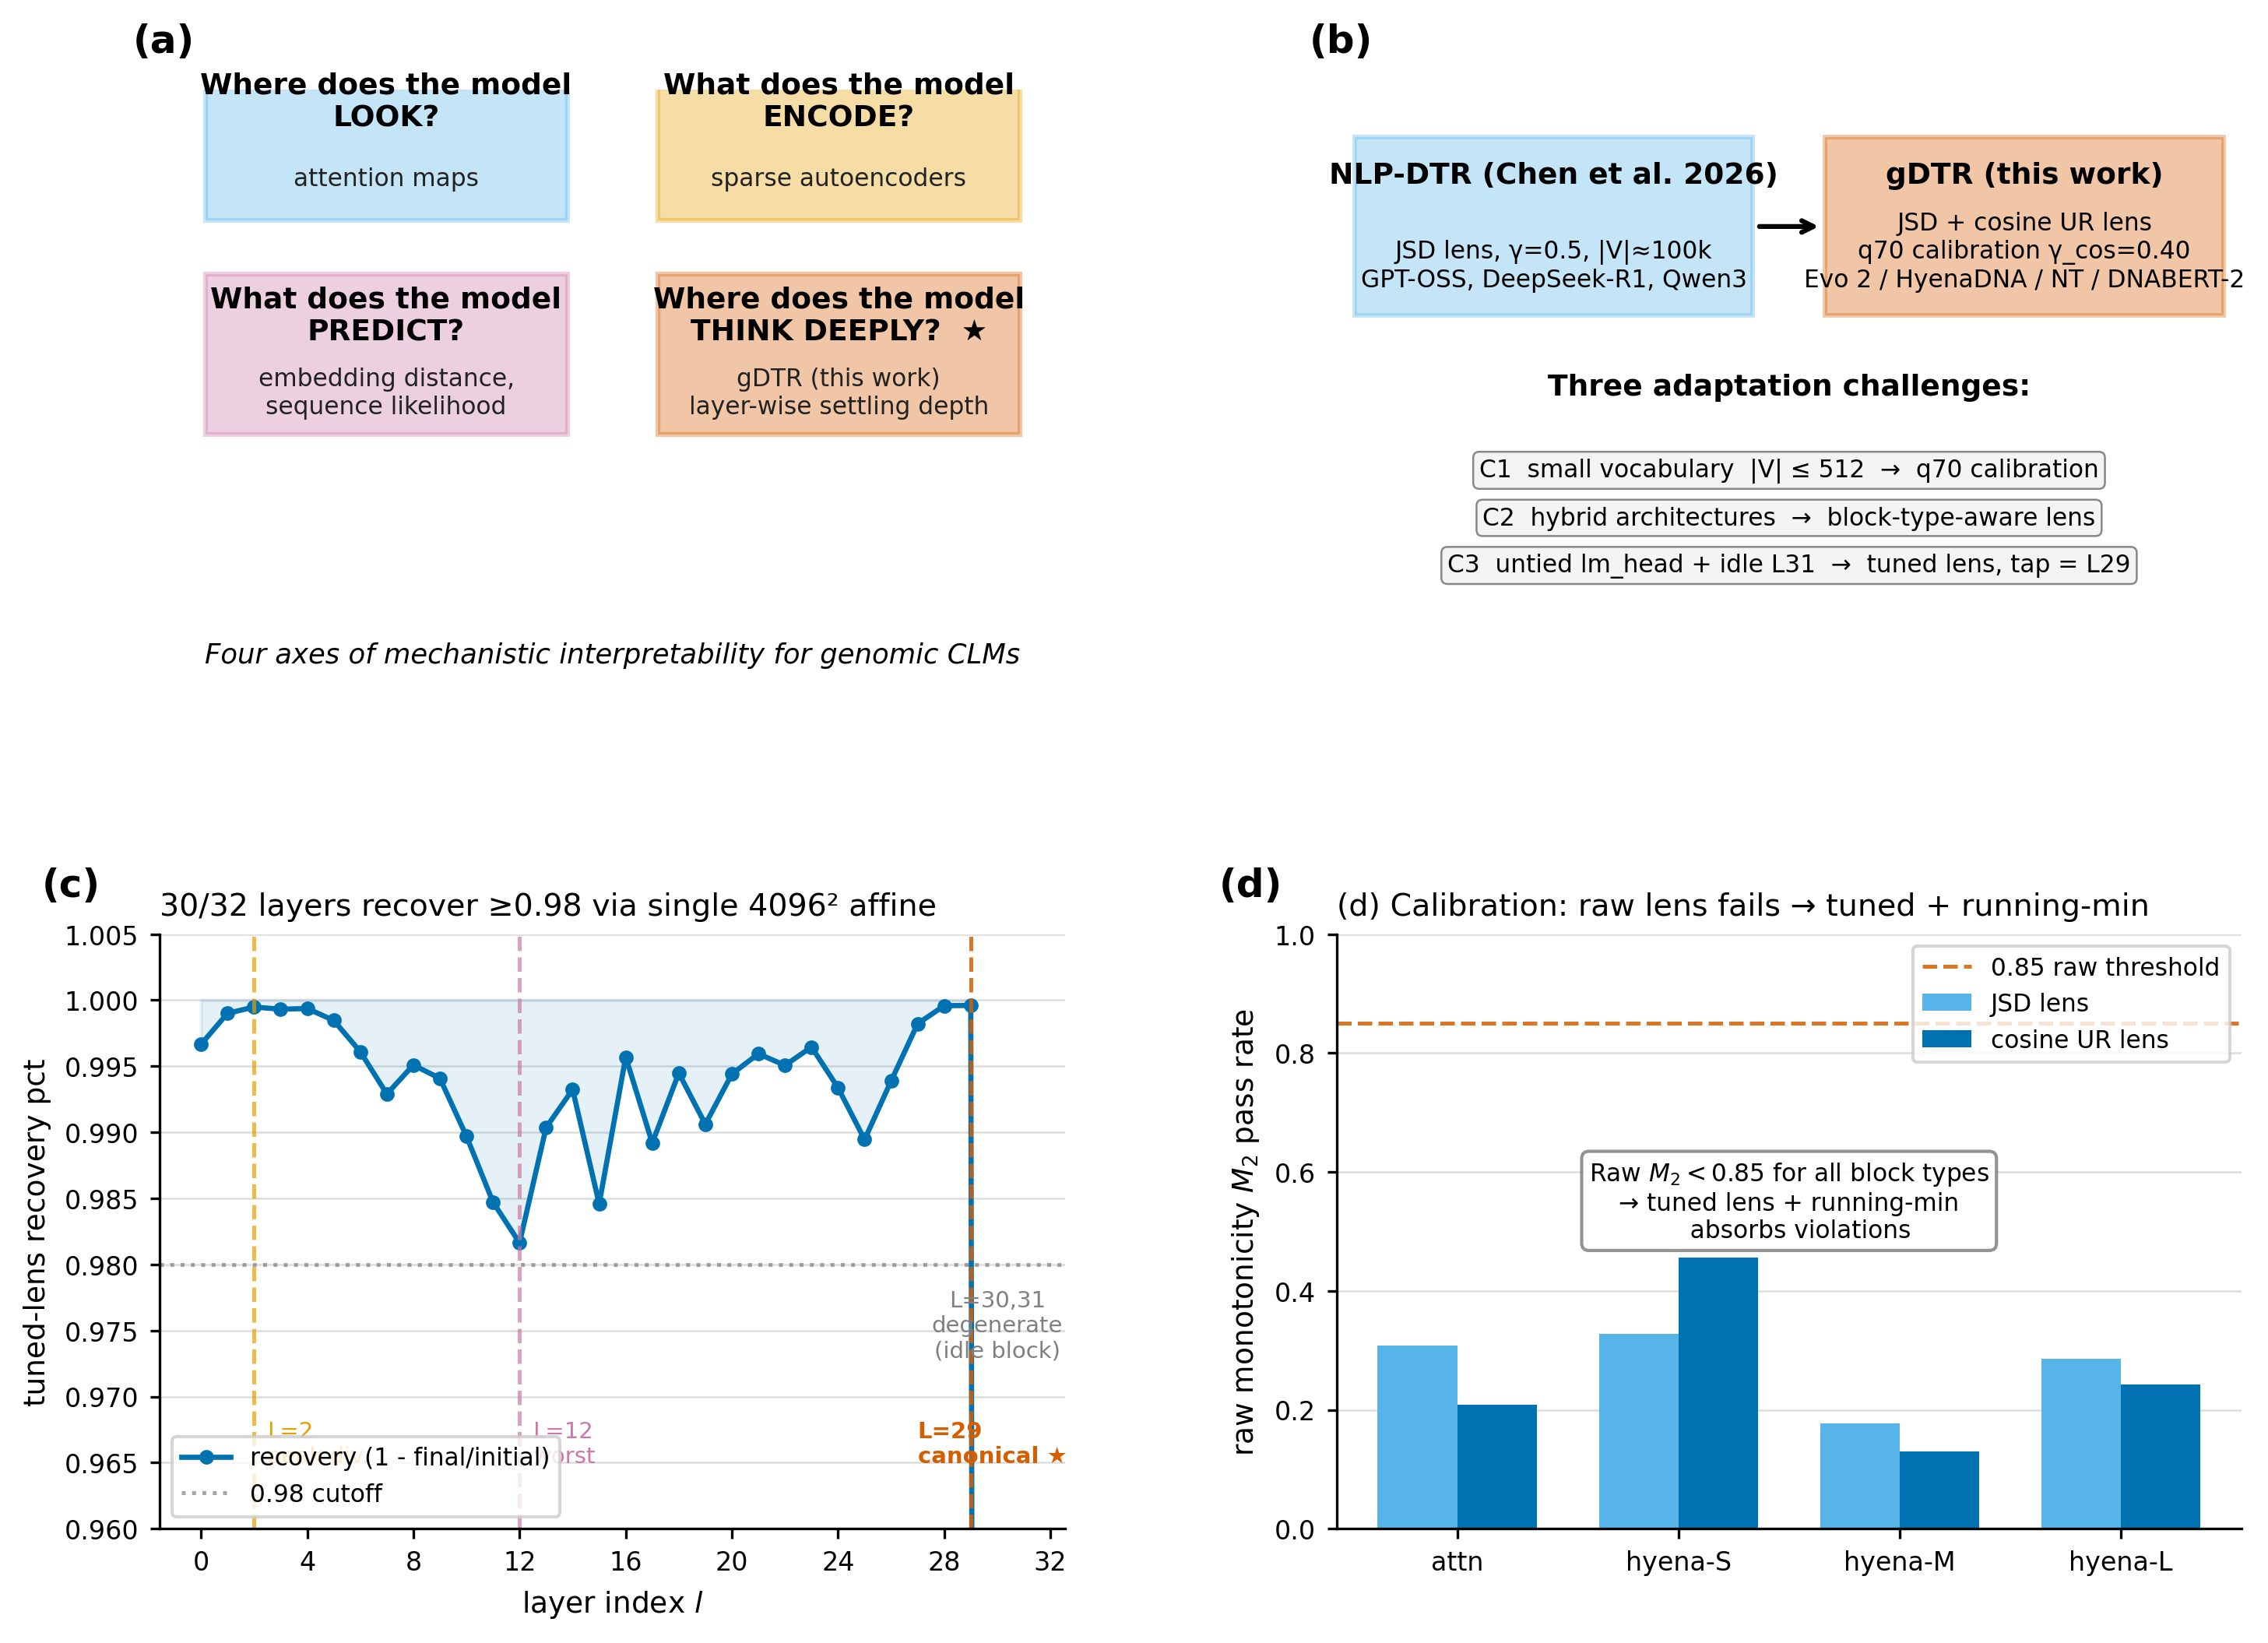 (a)
Where does the model
LOOK?
attention maps
What does the model
ENCODE?
sparse autoencoders
What does the model
PREDICT?
embedding distance,
sequence likelihood
Where does the model
THINK DEEPLY? ★
gDTR (this work)
layer-wise settling depth
Four axes of mechanistic interpretability for genomic CLMs
(b)
NLP-DTR (Chen et al. 2026)
JSD lens, γ=0.5, |V|≈100k
GPT-OSS, DeepSeek-R1, Qwen3
gDTR (this work)
JSD + cosine UR lens
q70 calibration γ_cos=0.40
Evo 2 / HyenaDNA / NT / DNABERT-2
Three adaptation challenges:
C1 small vocabulary |V| ≤ 512 → q70 calibration
C2 hybrid architectures → block-type-aware lens
C3 untied lm_head + idle L31 → tuned lens, tap = L29
(c)
30/32 layers recover ≥0.98 via single 4096² affine
tuned-lens recovery pct
1.005
1.000
0.995
0.990
0.985
0.980
0.975
0.970
0.965
0.960
L=30,31
degenerate
(idle block)
L=2
L=12
L=29
canonical ★
recovery (1 - final/initial)
0.98 cutoff
0 4 8 12 16 20 24 28 32
layer index l
(d)
(d) Calibration: raw lens fails → tuned + running-min
raw monotonicity M₂ pass rate
1.0
0.8
0.6
0.4
0.2
0.0
0.85 raw threshold
JSD lens
cosine UR lens
Raw M₂ < 0.85 for all block types
→ tuned lens + running-min
absorbs violations
attn hyena-S hyena-M hyena-L